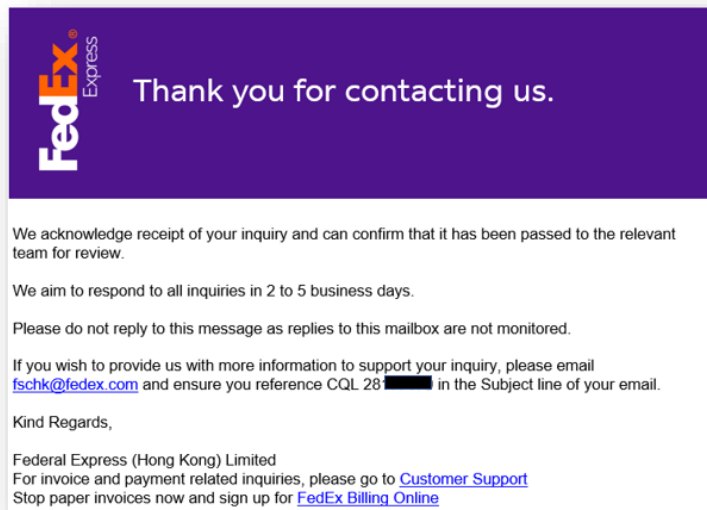 FedEx®
Express
Thank you for contacting us.
We acknowledge receipt of your inquiry and can confirm that it has been passed to the relevant
team for review.
We aim to respond to all inquiries in 2 to 5 business days.
Please do not reply to this message as replies to this mailbox are not monitored.
If you wish to provide us with more information to support your inquiry, please email
fschk@fedex.com and ensure you reference CQL 281 in the Subject line of your email.
Kind Regards,
Federal Express (Hong Kong) Limited
For invoice and payment related inquiries, please go to Customer Support
Stop paper invoices now and sign up for FedEx Billing Online